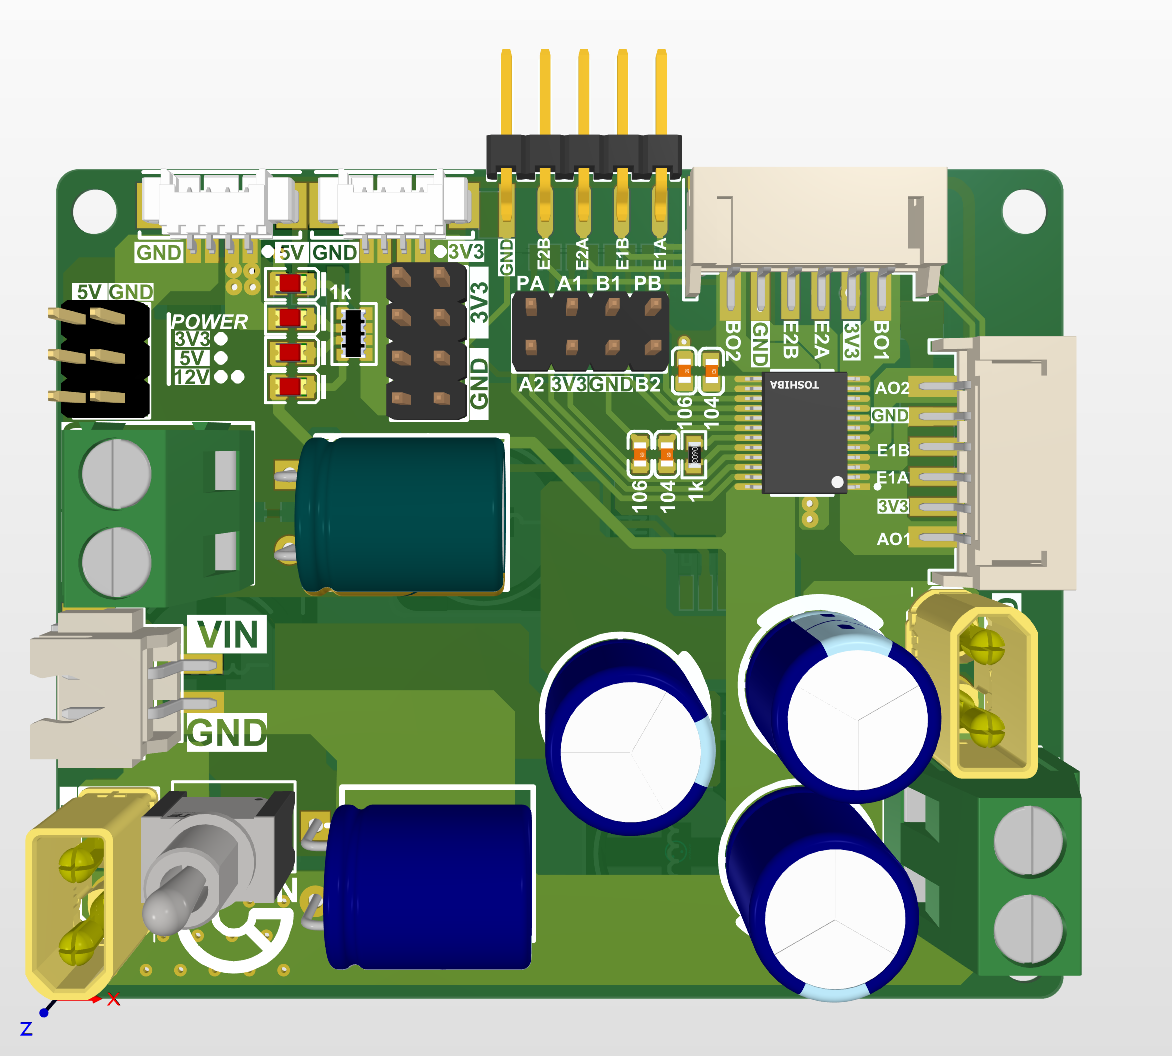 GND
E2B
E2A
E1B
E1A
GND
5V
GND
3V3
5V
GND
1k
POWER
3V3
5V
12V
3V3
GND
PA A1 B1 PB
A2 3V3 GND B2
BO2
GND
E2B
E2A
3V3
BO1
106
104
TOSHIBA
AO2
GND
E1B
E1A
3V3
AO1
106
104
1k
VIN
GND
X
Z